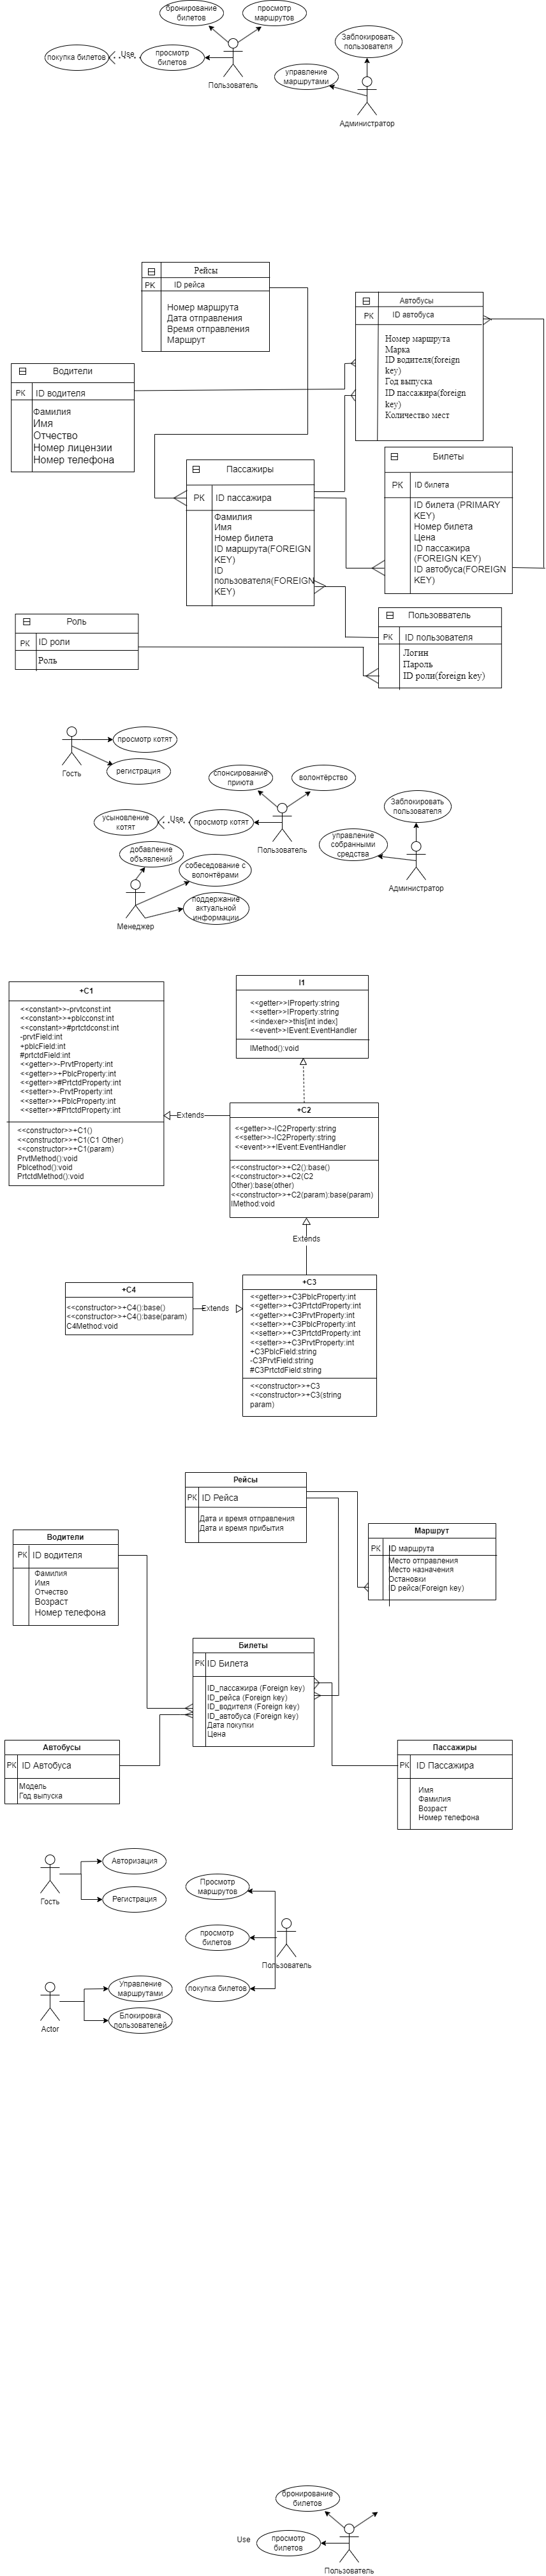 бронирование
билетов
просмотр
маршрутов
покупка билетов
Use
просмотр
билетов
Пользователь
Заблокировать
пользователя
управление
маршрутами
Администратор
Рейсы
PK
ID рейса
Номер маршрута
Дата отправления
Время отправления
Маршрут
Автобусы
PK
ID автобуса
Номер маршрута
Марка
ID водителя(foreign
key)
Год выпуска
ID пассажира(foreign
key)
Количество мест
Водители
PK
ID водителя
Фамилия
Имя
Отчество
Номер лицензии
Номер телефона
Пассажиры
PK
ID пассажира
Фамилия
Имя
Номер билета
ID маршрута(FOREIGN
KEY)
ID
пользователя(FOREIGN
KEY)
Билеты
PK
ID билета
ID билета (PRIMARY
KEY)
Номер билета
Цена
ID пассажира
(FOREIGN KEY)
ID автобуса(FOREIGN
KEY)
Роль
PK
ID роли
Роль
Пользовватель
PK
ID пользователя
Логин
Пароль
ID роли(foreign key)
Гость
просмотр котят
регистрация
спонсирование
приюта
волонтёрство
усыновление
котят
Use
просмотр котят
Пользователь
Заблокировать
пользователя
управление
собранными
средства
Администратор
добавление
объявлений
собеседование с
волонтёрами
поддержание
актуальной
информации
Менеджер
+C1
<<constant>>-prvtconst:int
<<constant>>+pblcconst:int
<<constant>>#prtctdconst:int
-prvtField:int
+pblcField:int
#prtctdField:int
<<getter>>-PrvtProperty:int
<<getter>>+PblcProperty:int
<<getter>>#PrtctdProperty:int
<<setter>>-PrvtProperty:int
<<setter>>+PblcProperty:int
<<setter>>#PrtctdProperty:int
<<constructor>>+C1()
<<constructor>>+C1(C1 Other)
<<constructor>>+C1(param)
PrvtMethod():void
Pblcethod():void
PrtctdMethod():void
I1
<<getter>>IProperty:string
<<setter>>IProperty:string
<<indexer>>this[int index]
<<event>>IEvent:EventHandler
IMethod():void
Extends
+C2
<<getter>>-IC2Property:string
<<setter>>-IC2Property:string
<<event>>+IEvent:EventHandler
<<constructor>>+C2():base()
<<constructor>>+C2(C2
Other):base(other)
<<constructor>>+C2(param):base(param)
IMethod:void
Extends
+C4
<<constructor>>+C4():base()
<<constructor>>+C4():base(param)
C4Method:void
Extends
+C3
<<getter>>+C3PblcProperty:int
<<getter>>+C3PrtctdProperty:int
<<getter>>+C3PrvtProperty:int
<<setter>>+C3PblcProperty:int
<<setter>>+C3PrtctdProperty:int
<<setter>>+C3PrvtProperty:int
+C3PblcField:string
-C3PrvtField:string
#C3PrtctdField:string
<<constructor>>+C3
<<constructor>>+C3(string
param)
Рейсы
PK
ID Рейса
Дата и время отправления
Дата и время прибытия
Маршрут
PK
ID маршрута
Место отправления
Место назначения
Остановки
ID рейса(Foreign key)
Водители
PK
ID водителя
Фамилия
Имя
Отчество
Возраст
Номер телефона
Билеты
PK
ID Билета
ID_пассажира (Foreign key)
ID_рейса (Foreign key)
ID_водителя (Foreign key)
ID_автобуса (Foreign key)
Дата покупки
Цена
Автобусы
PK
ID Автобуса
Модель
Год выпуска
Пассажиры
PK
ID Пассажира
Имя
Фамилия
Возраст
Номер телефона
Гость
Авторизация
Регистрация
Просмотр
маршрутов
просмотр
билетов
покупка билетов
Пользователь
Actor
Управление
маршрутами
Блокировка
пользователей
бронирование
билетов
Use
просмотр
билетов
Пользователь